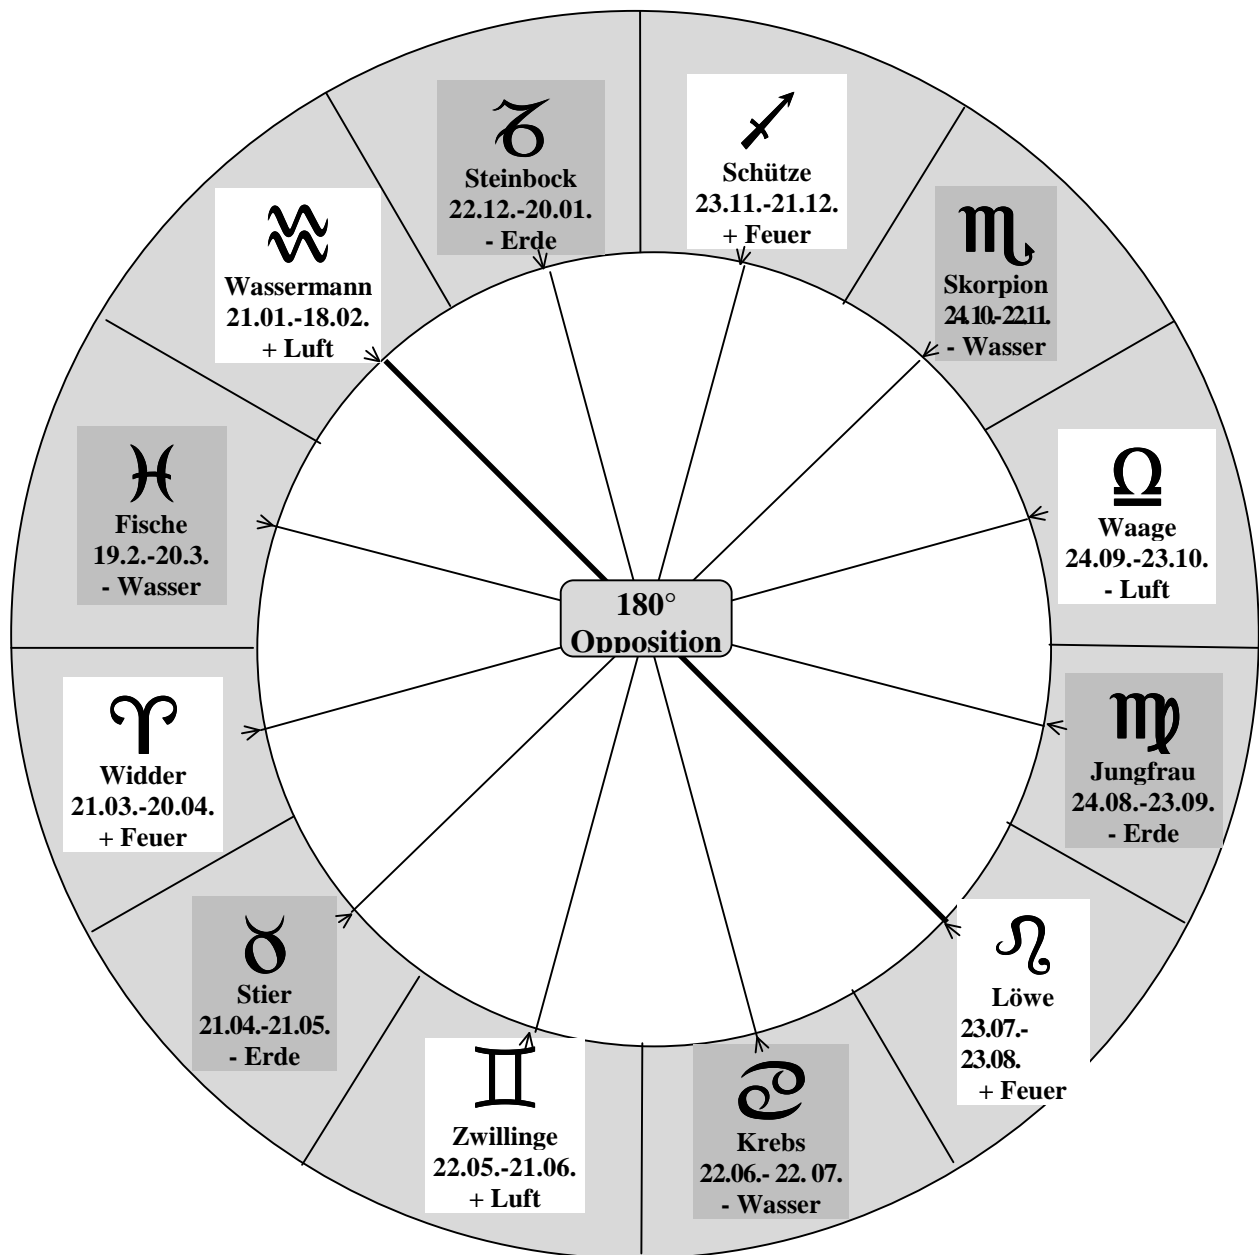 Steinbock
22.12.-20.01.
- Erde
Schütze
23.11.-21.12.
+ Feuer
Wassermann
21.01.-18.02.
+ Luft
Skorpion
24.10.-22.11.
- Wasser
Fische
19.2.-20.3.
- Wasser
Waage
24.09.-23.10.
- Luft
180°
Opposition
Widder
21.03.-20.04.
+ Feuer
Jungfrau
24.08.-23.09.
- Erde
Stier
21.04.-21.05.
- Erde
Löwe
23.07.-
23.08.
+ Feuer
Zwillinge
22.05.-21.06.
+ Luft
Krebs
22.06.- 22. 07.
- Wasser